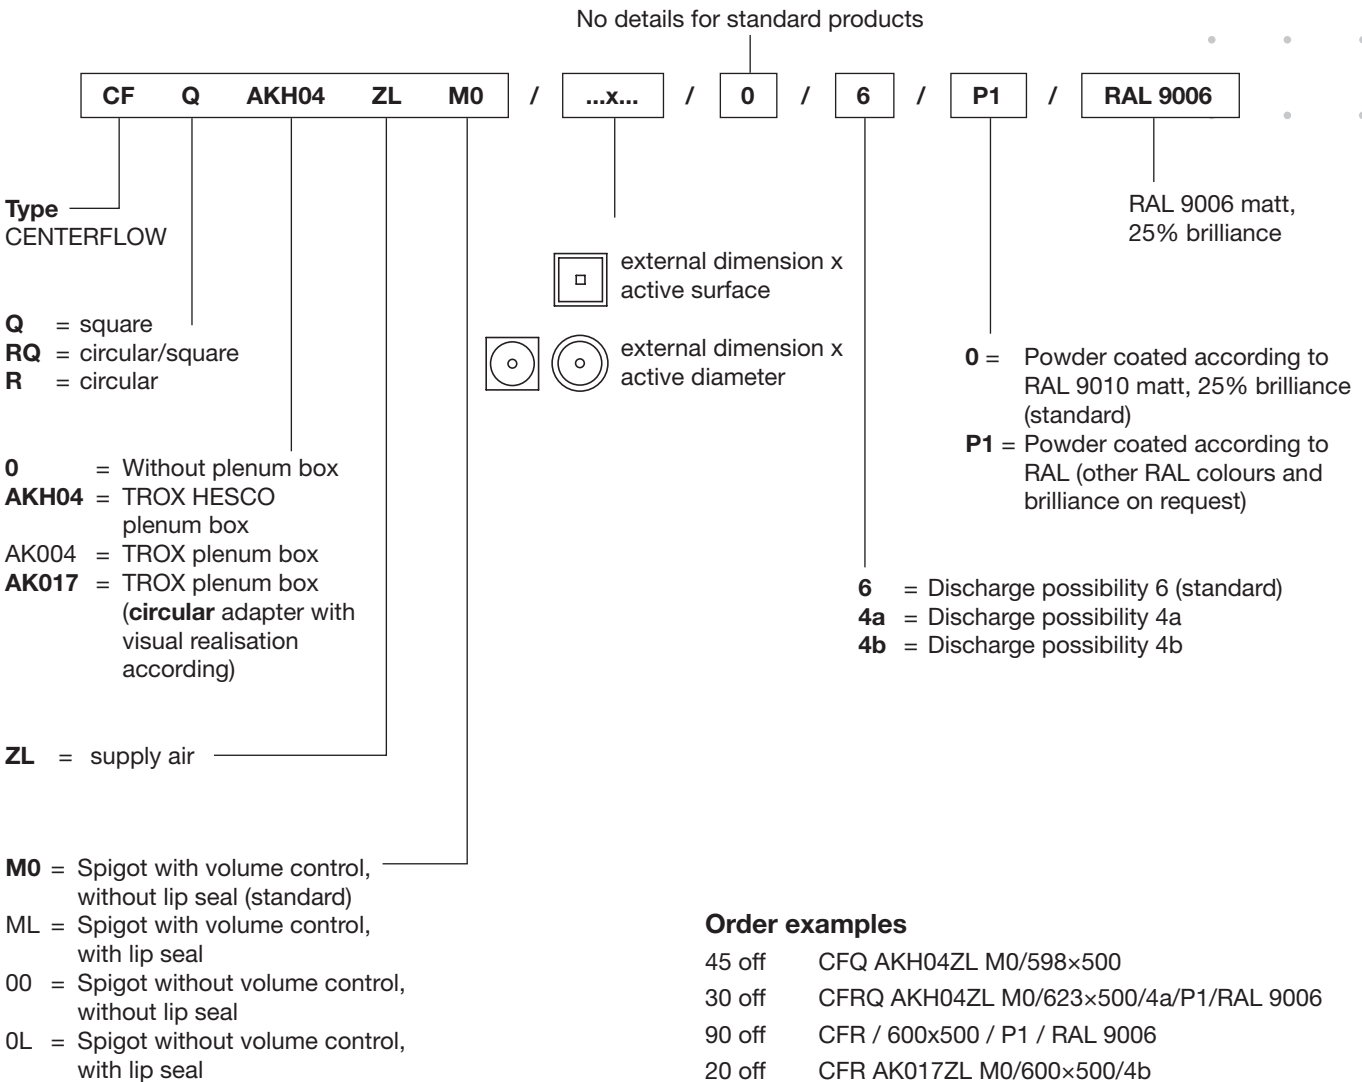 No details for standard products
CF Q AKH04 ZL M0 / ...x... / 0 / 6 / P1 / RAL 9006
Type
CENTERFLOW
Q = square
RQ = circular/square
R = circular
0 = Without plenum box
AKH04 = TROX HESCO
plenum box
AK004 = TROX plenum box
AK017 = TROX plenum box
(circular adapter with
visual realisation
according)
ZL = supply air
M0 = Spigot with volume control,
without lip seal (standard)
ML = Spigot with volume control,
with lip seal
00 = Spigot without volume control,
without lip seal
0L = Spigot without volume control,
with lip seal
external dimension x
active surface
external dimension x
active diameter
RAL 9006 matt,
25% brilliance
0 = Powder coated according to
RAL 9010 matt, 25% brilliance
(standard)
P1 = Powder coated according to
RAL (other RAL colours and
brilliance on request)
6 = Discharge possibility 6 (standard)
4a = Discharge possibility 4a
4b = Discharge possibility 4b
Order examples
45 off CFQ AKH04ZL M0/598×500
30 off CFRQ AKH04ZL M0/623×500/4a/P1/RAL 9006
90 off CFR / 600x500 / P1 / RAL 9006
20 off CFR AK017ZL M0/600×500/4b